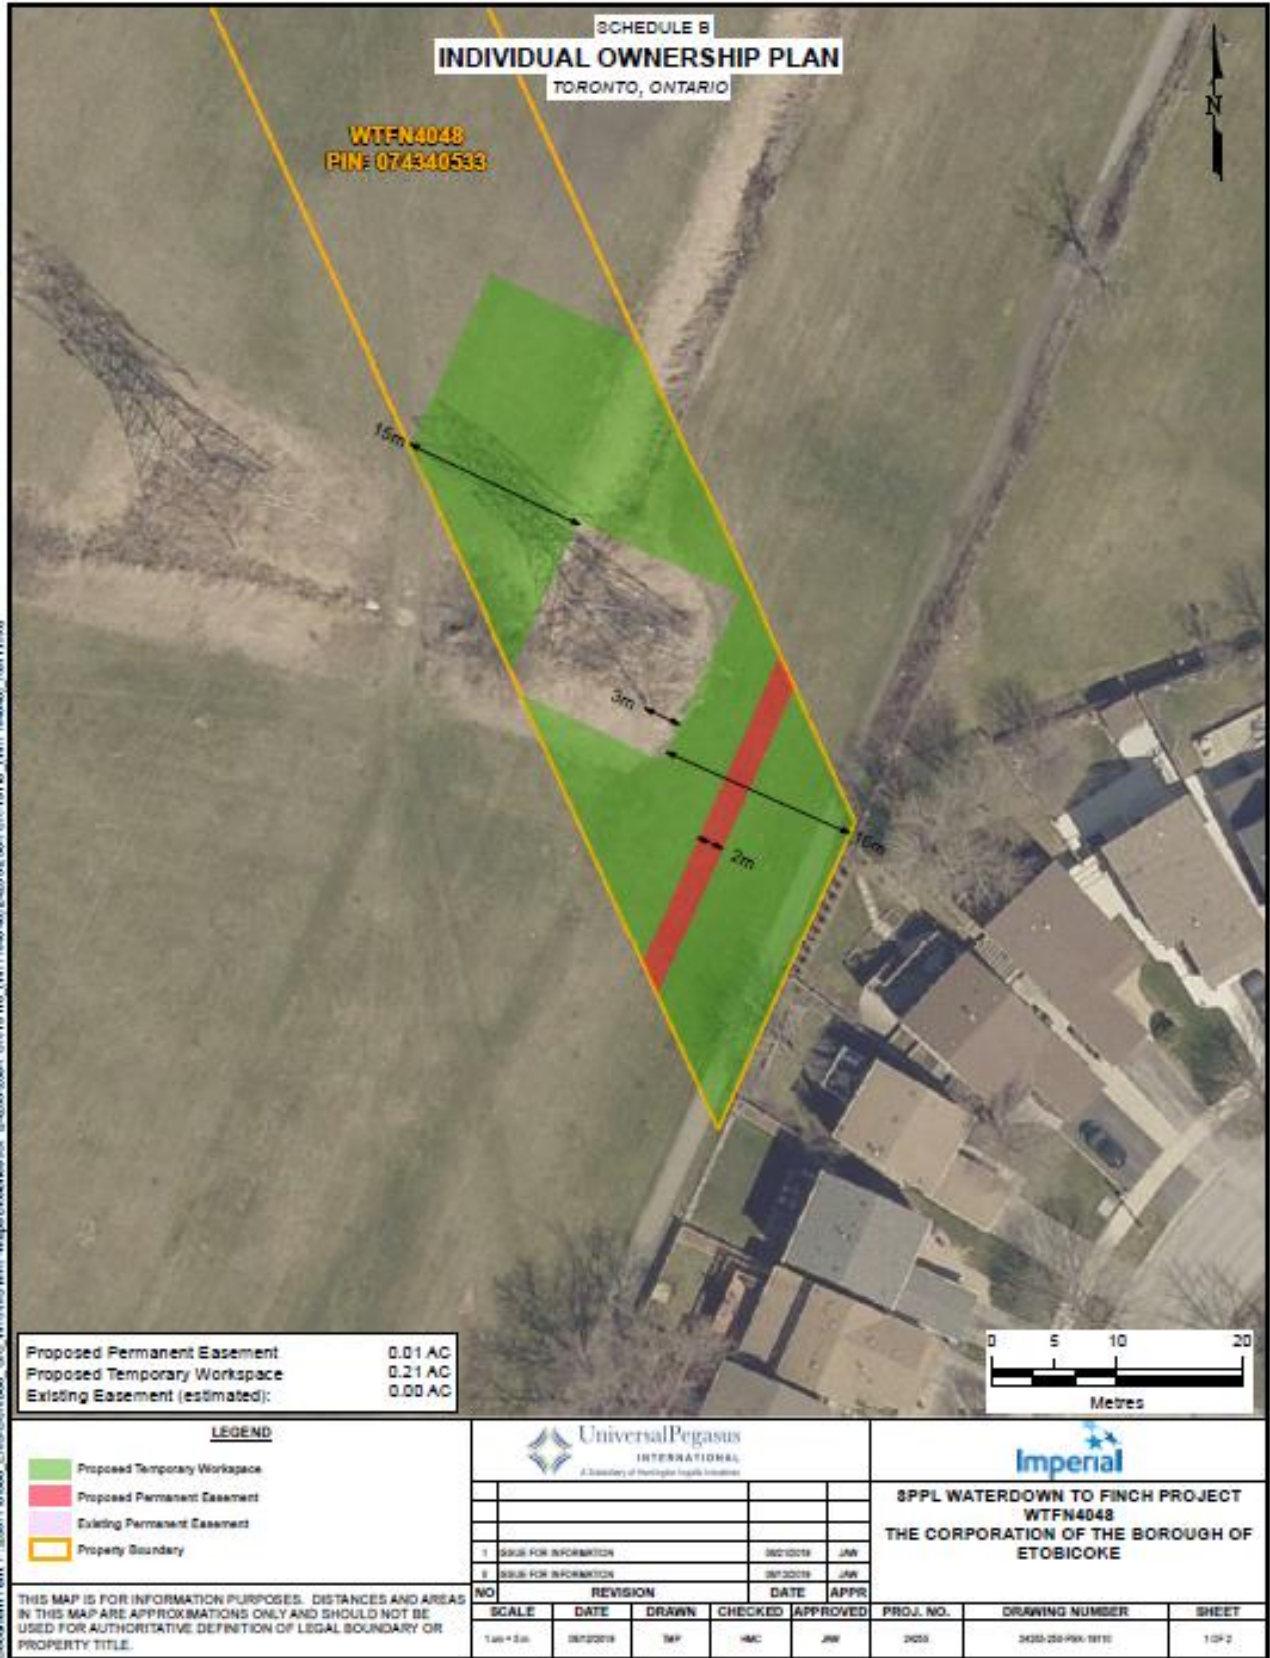 SCHEDULE B
INDIVIDUAL OWNERSHIP PLAN
TORONTO, ONTARIO
N
WTFN4048
PIN: 074340533
15m
3m
16m
2m
Proposed Permanent Easement 0.01 AC
Proposed Temporary Workspace 0.21 AC
Existing Easement (estimated): 0.00 AC
0 5 10 20
Metres
LEGEND
Proposed Temporary Workspace
Proposed Permanent Easement
Existing Permanent Easement
Property Boundary
THIS MAP IS FOR INFORMATION PURPOSES. DISTANCES AND AREAS
IN THIS MAP ARE APPROXIMATIONS ONLY AND SHOULD NOT BE
USED FOR AUTHORITATIVE DEFINITION OF LEGAL BOUNDARY OR
PROPERTY TITLE.
UniversalPegasus
INTERNATIONAL
1 ISSUE FOR INFORMATION JAW
0 ISSUE FOR INFORMATION JAW
NO REVISION DATE APPR
SCALE DATE DRAWN CHECKED APPROVED
HMC JAW
Imperial
SPPL WATERDOWN TO FINCH PROJECT
WTFN4048
THE CORPORATION OF THE BOROUGH OF
ETOBICOKE
PROJ. NO. DRAWING NUMBER SHEET
1 OF 2